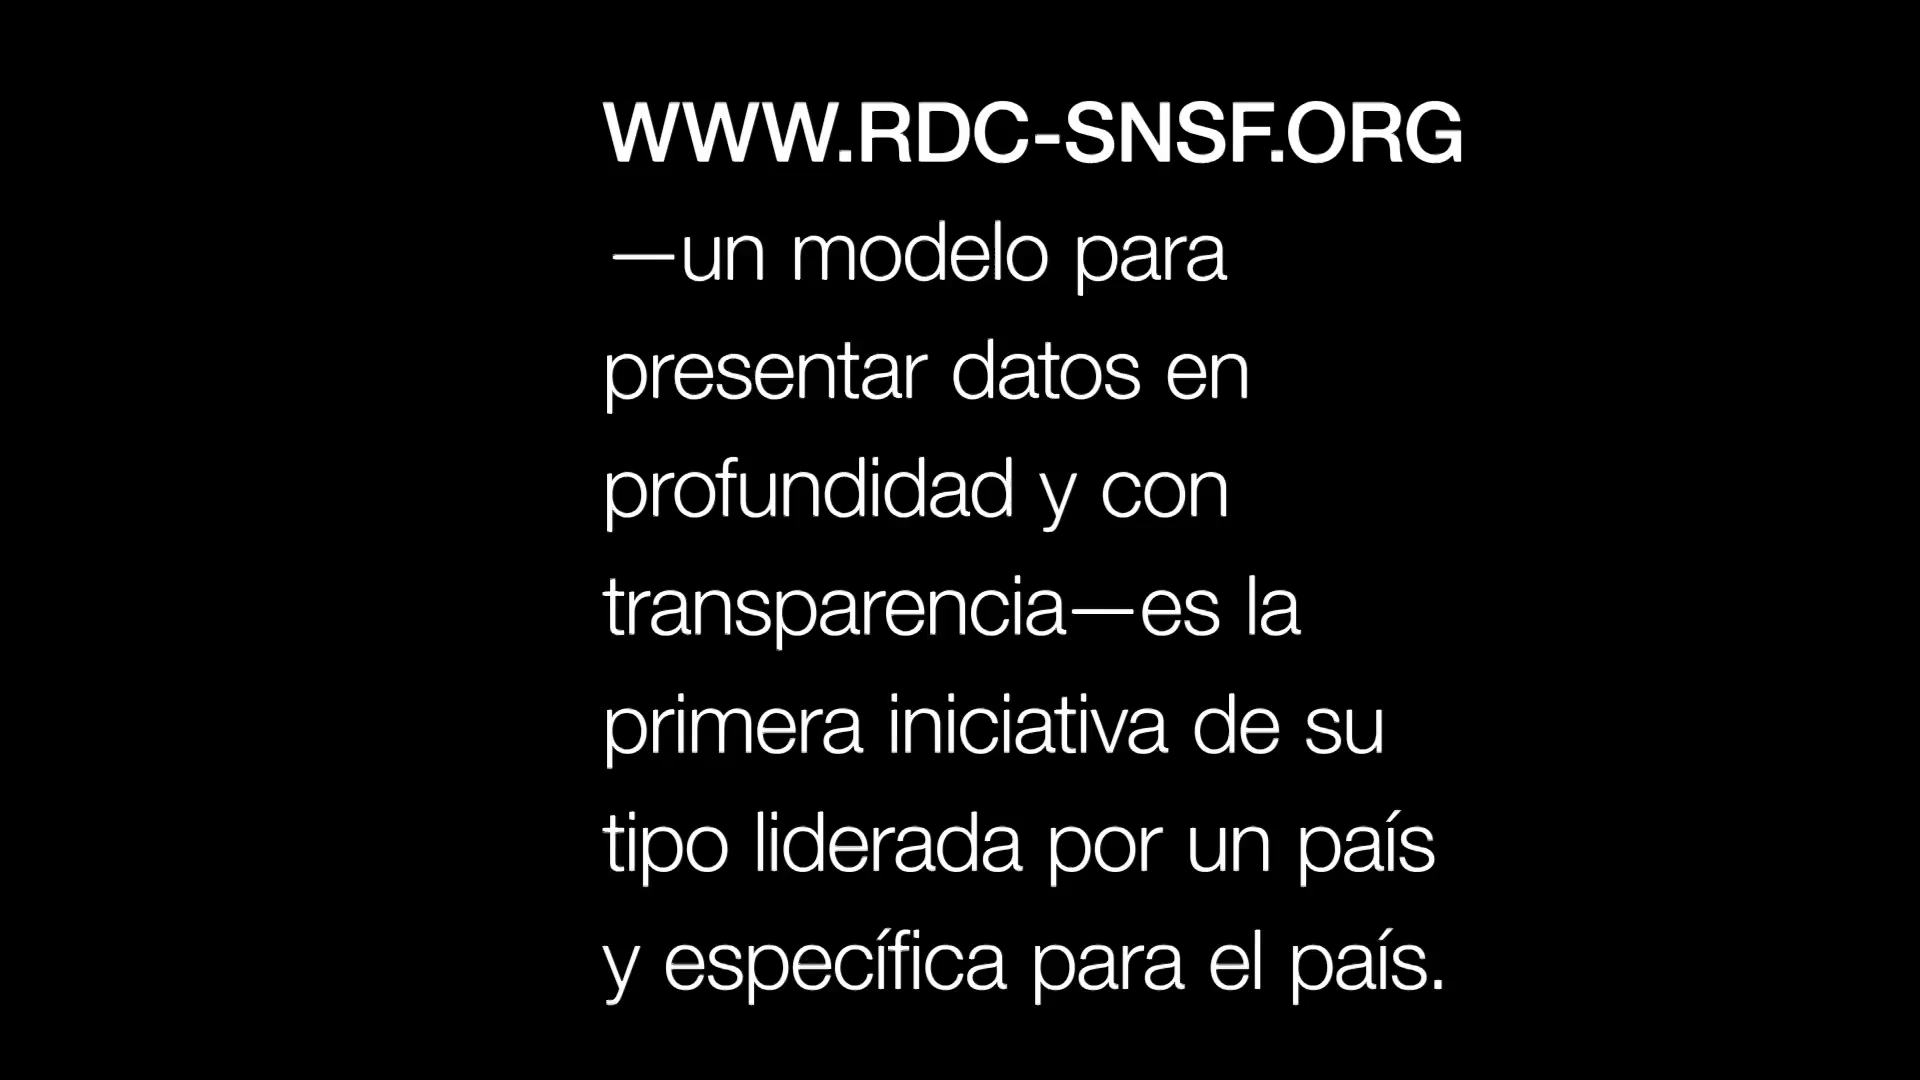 WWW.RDC-SNSF.ORG
—un modelo para
presentar datos en
profundidad y con
transparencia—es la
primera iniciativa de su
tipo liderada por un país
y específica para el país.